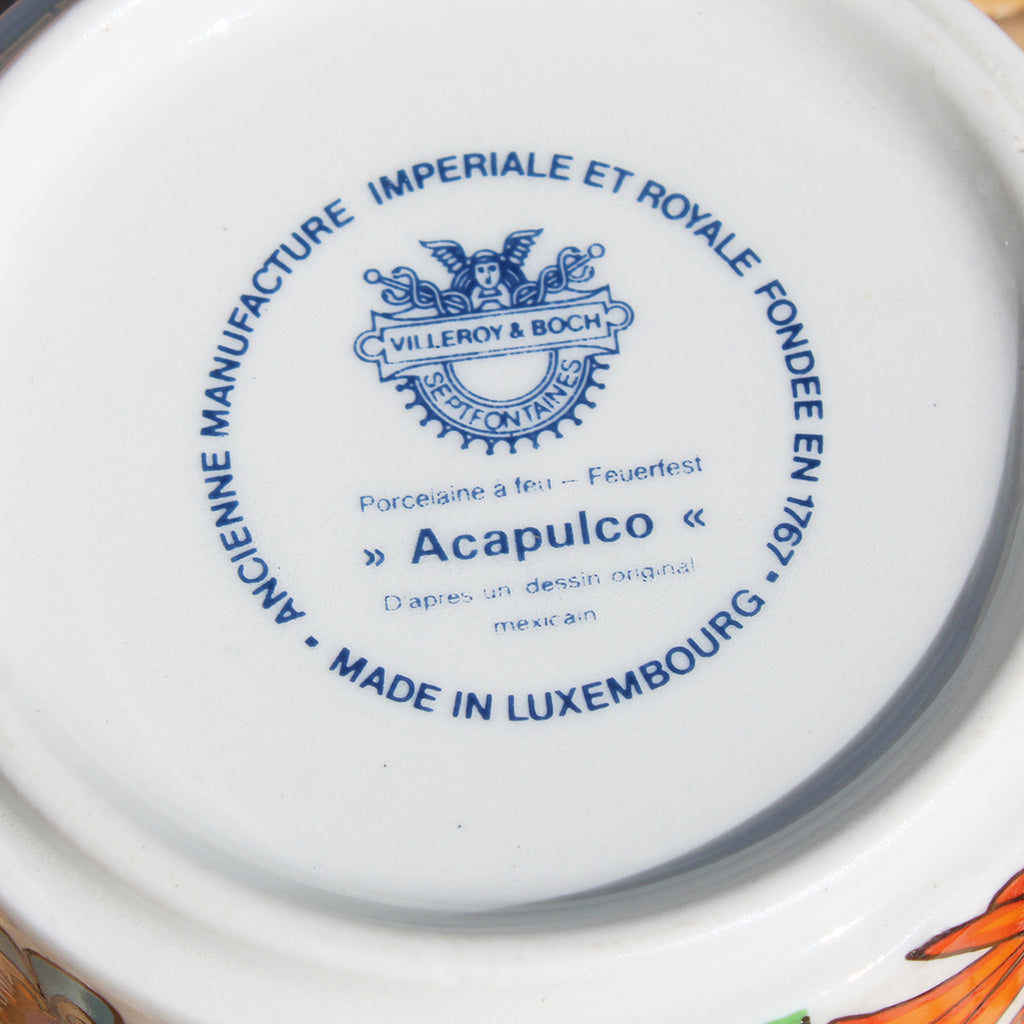 ANCIENNE MANUFACTURE IMPERIALE ET ROYALE FONDEE EN 1767 • MADE IN LUXEMBOURG •
VILLEROY & BOCH
SEPTFONTAINES
Porcelaine à feu – Feuerfest
» Acapulco «
D'apres un dessin original
mexicain